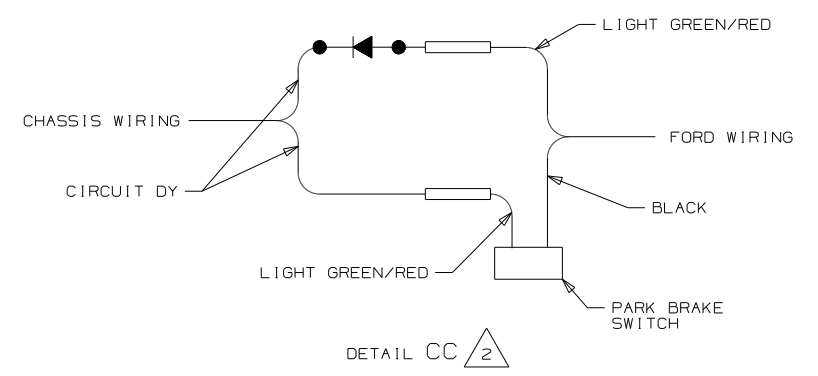 LIGHT GREEN/RED
CHASSIS WIRING
FORD WIRING
CIRCUIT DY
BLACK
LIGHT GREEN/RED
PARK BRAKE
SWITCH
DETAIL CC 2